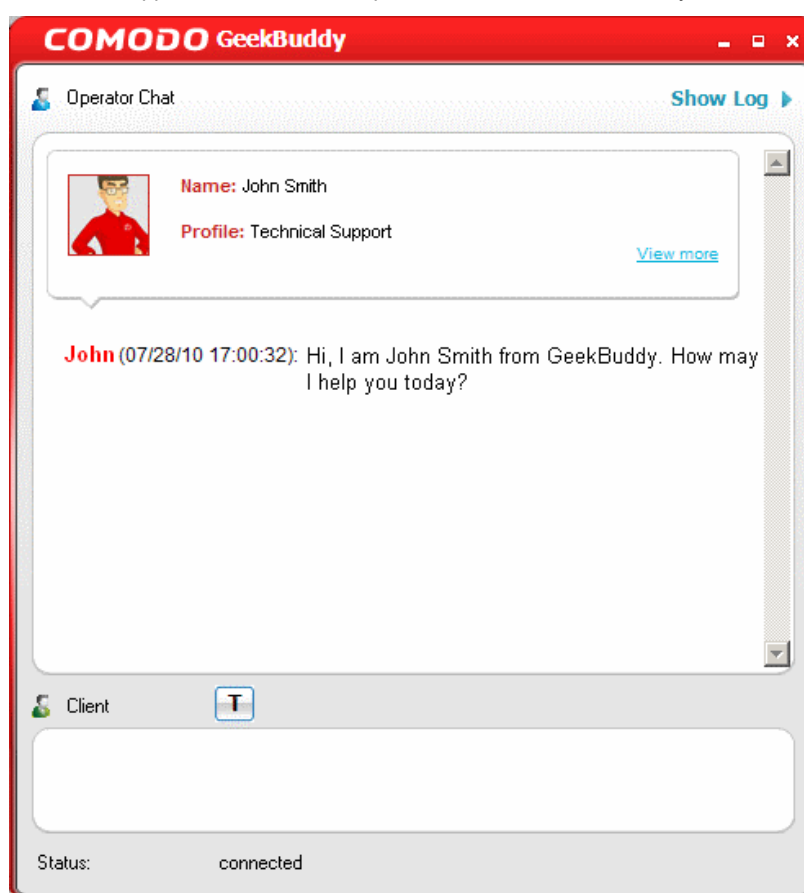 COMODO GeekBuddy
Operator Chat
Show Log
Name: John Smith
Profile: Technical Support
View more
John (07/28/10 17:00:32): Hi, I am John Smith from GeekBuddy. How may
I help you today?
Client
T
Status: connected